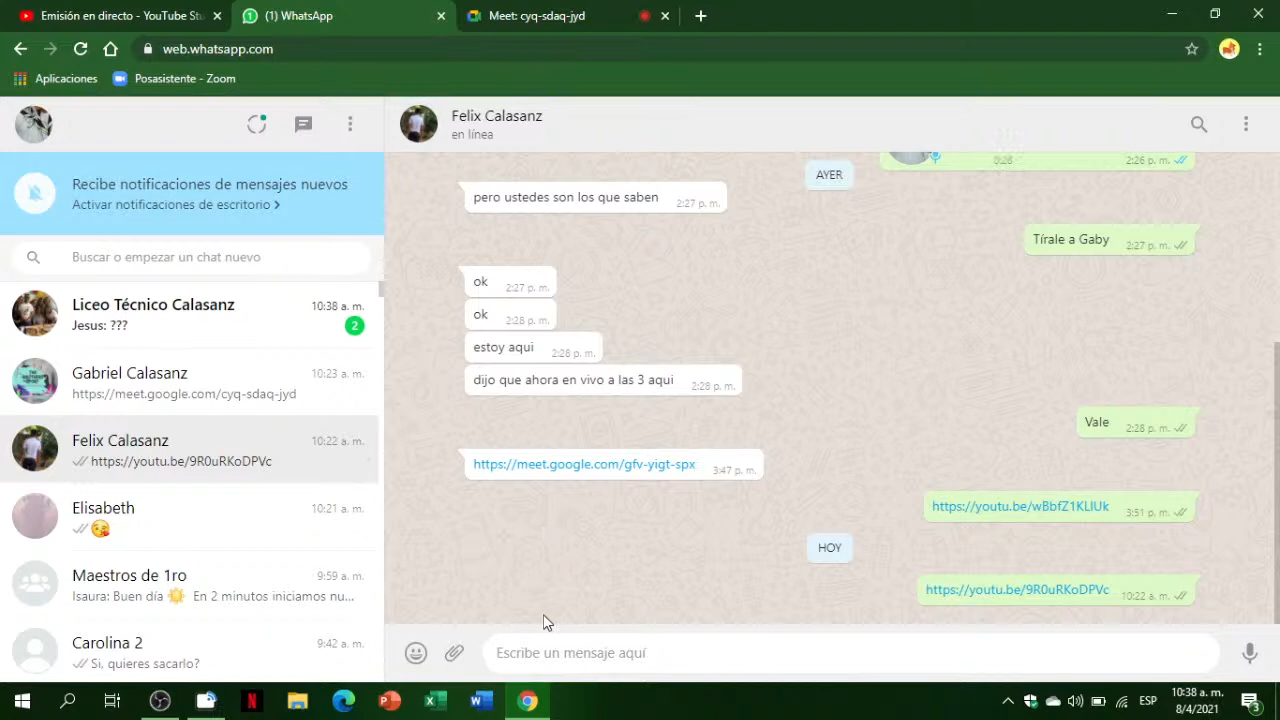 Emisión en directo - YouTube Stu
(1) WhatsApp
Meet: cyq-sdaq-jyd
web.whatsapp.com
Aplicaciones
Posasistente - Zoom
Recibe notificaciones de mensajes nuevos
Activar notificaciones de escritorio
Buscar o empezar un chat nuevo
Liceo Técnico Calasanz 10:38 a. m.
Jesus: ??? 2
Gabriel Calasanz 10:23 a. m.
https://meet.google.com/cyq-sdaq-jyd
Felix Calasanz 10:22 a. m.
https://youtu.be/9R0uRKoDPVc
Elisabeth 10:21 a. m.
Maestros de 1ro 9:59 a. m.
Isaura: Buen día En 2 minutos iniciamos nu...
Carolina 2 9:42 a. m.
Si, quieres sacarlo?
Felix Calasanz
en línea
0:28 2:26 p. m.
AYER
pero ustedes son los que saben 2:27 p. m.
Tírale a Gaby 2:27 p. m.
ok 2:27 p. m.
ok 2:28 p. m.
estoy aqui 2:28 p. m.
dijo que ahora en vivo a las 3 aqui 2:28 p. m.
Vale 2:28 p. m.
https://meet.google.com/gfv-yigt-spx 3:47 p. m.
https://youtu.be/wBbfZ1KLIUk 3:51 p. m.
HOY
https://youtu.be/9R0uRKoDPVc 10:22 a. m.
Escribe un mensaje aquí
ESP
10:38 a. m.
8/4/2021
3